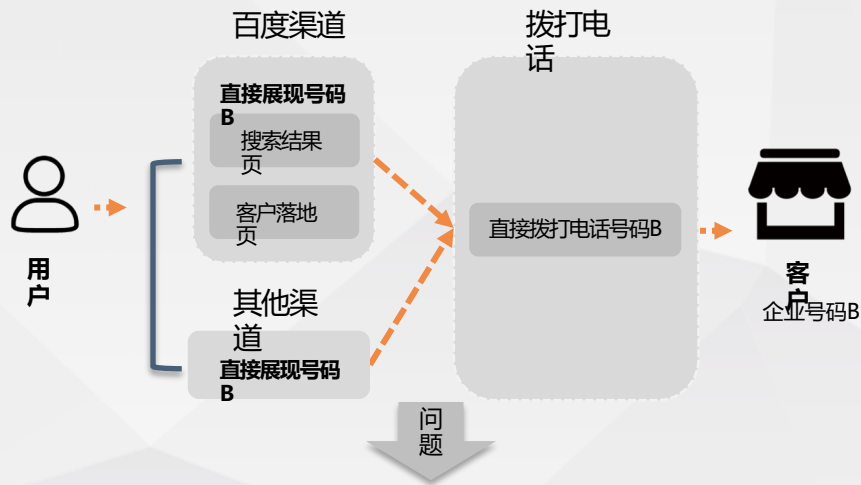 百度渠道
直接展现号码
B
搜索结果
页
客户落地
页
其他渠
道
直接展现号码
B
拨打电
话
直接拨打电话号码B
用
户
客
户
企业号码B
问
题